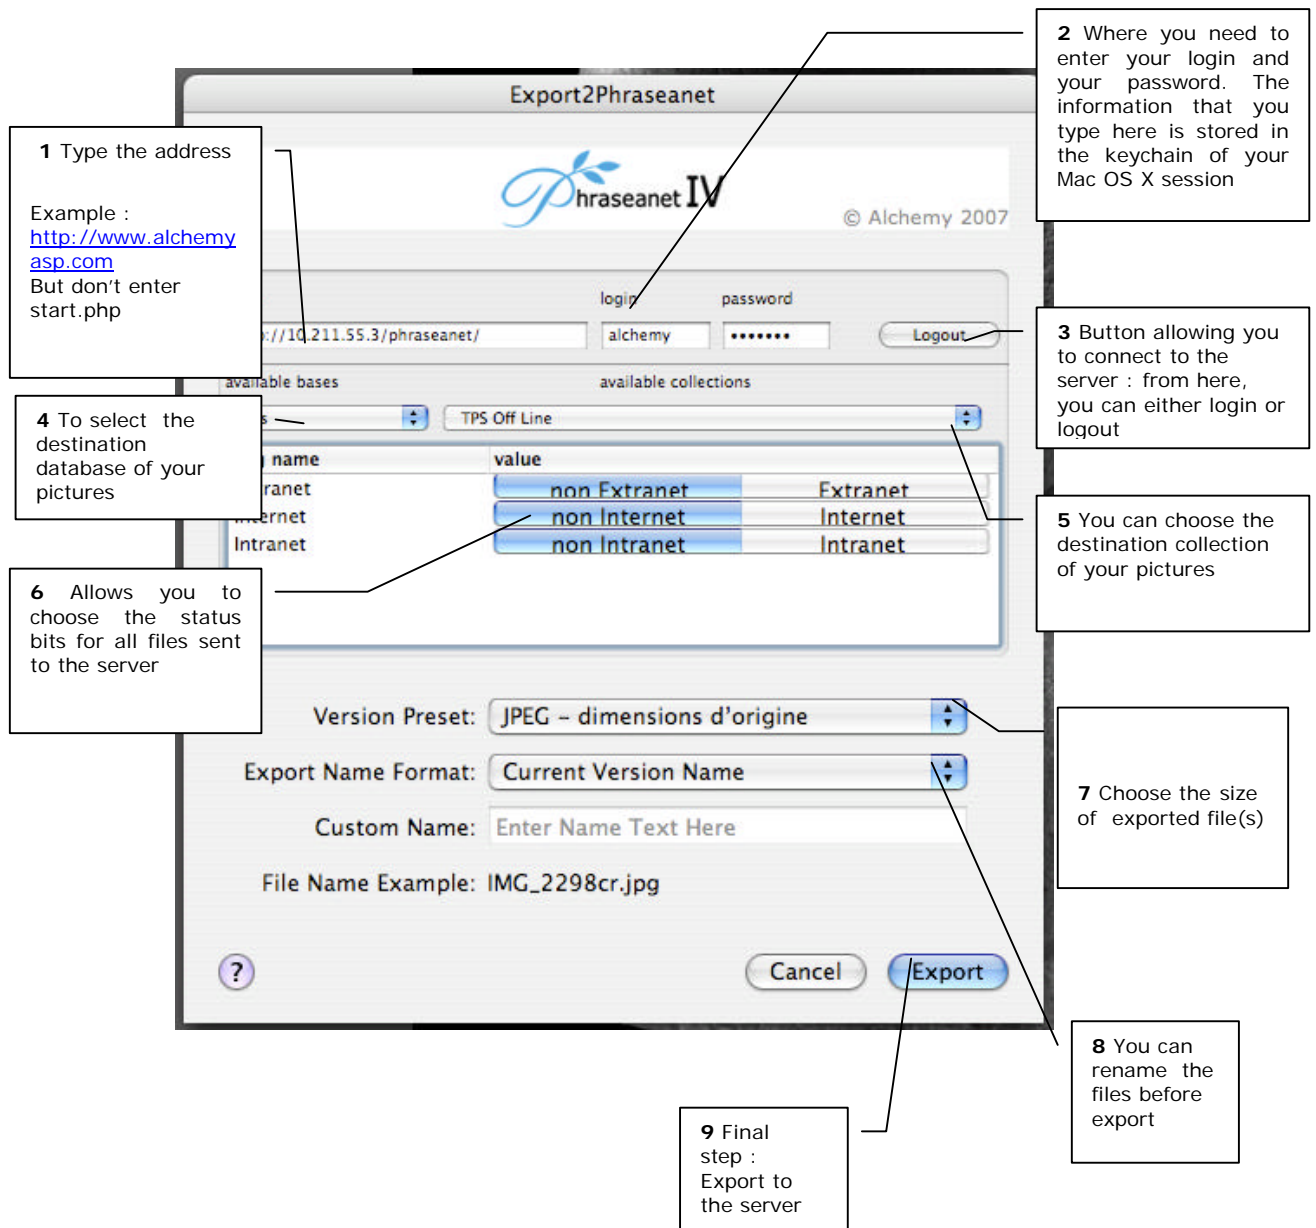 2 Where you need to
enter your login and
your password. The
information that you
type here is stored in
the keychain of your
Mac OS X session
Export2Phraseanet
1 Type the address
Example :
http://www.alchemy
asp.com
But don't enter
start.php
Phraseanet IV
© Alchemy 2007
login password
://10.211.55.3/phraseanet/ alchemy ••••••• Logout
3 Button allowing you
to connect to the
server : from here,
you can either login or
logout
available bases available collections
TPS Off Line
4 To select the
destination
database of your
pictures
name value
non Extranet Extranet
non Internet Internet
Intranet non Intranet Intranet
5 You can choose the
destination collection
of your pictures
6 Allows you to
choose the status
bits for all files sent
to the server
Version Preset: JPEG – dimensions d'origine
Export Name Format: Current Version Name
Custom Name: Enter Name Text Here
File Name Example: IMG_2298cr.jpg
7 Choose the size
of exported file(s)
? Cancel Export
8 You can
rename the
files before
export
9 Final
step :
Export to
the server